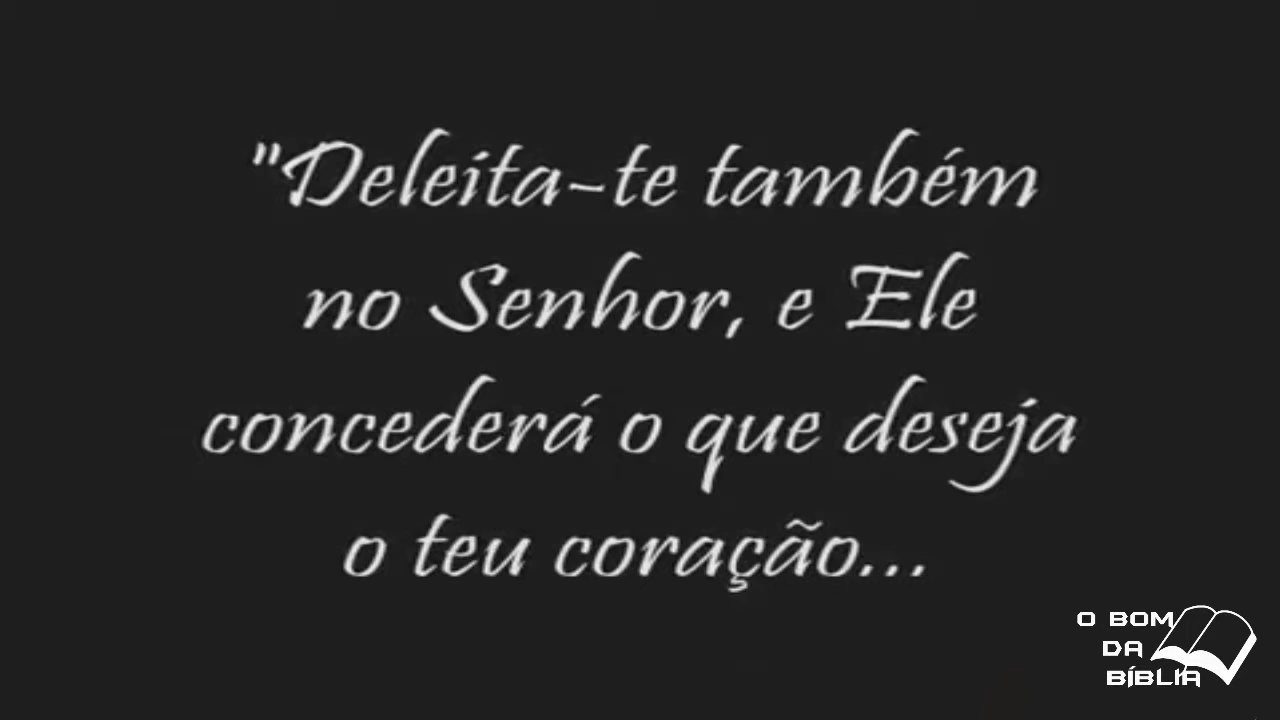 "Deleita-te também
no Senhor, e Ele
concederá o que deseja
o teu coração...
O BOM
DA
BÍBLIA